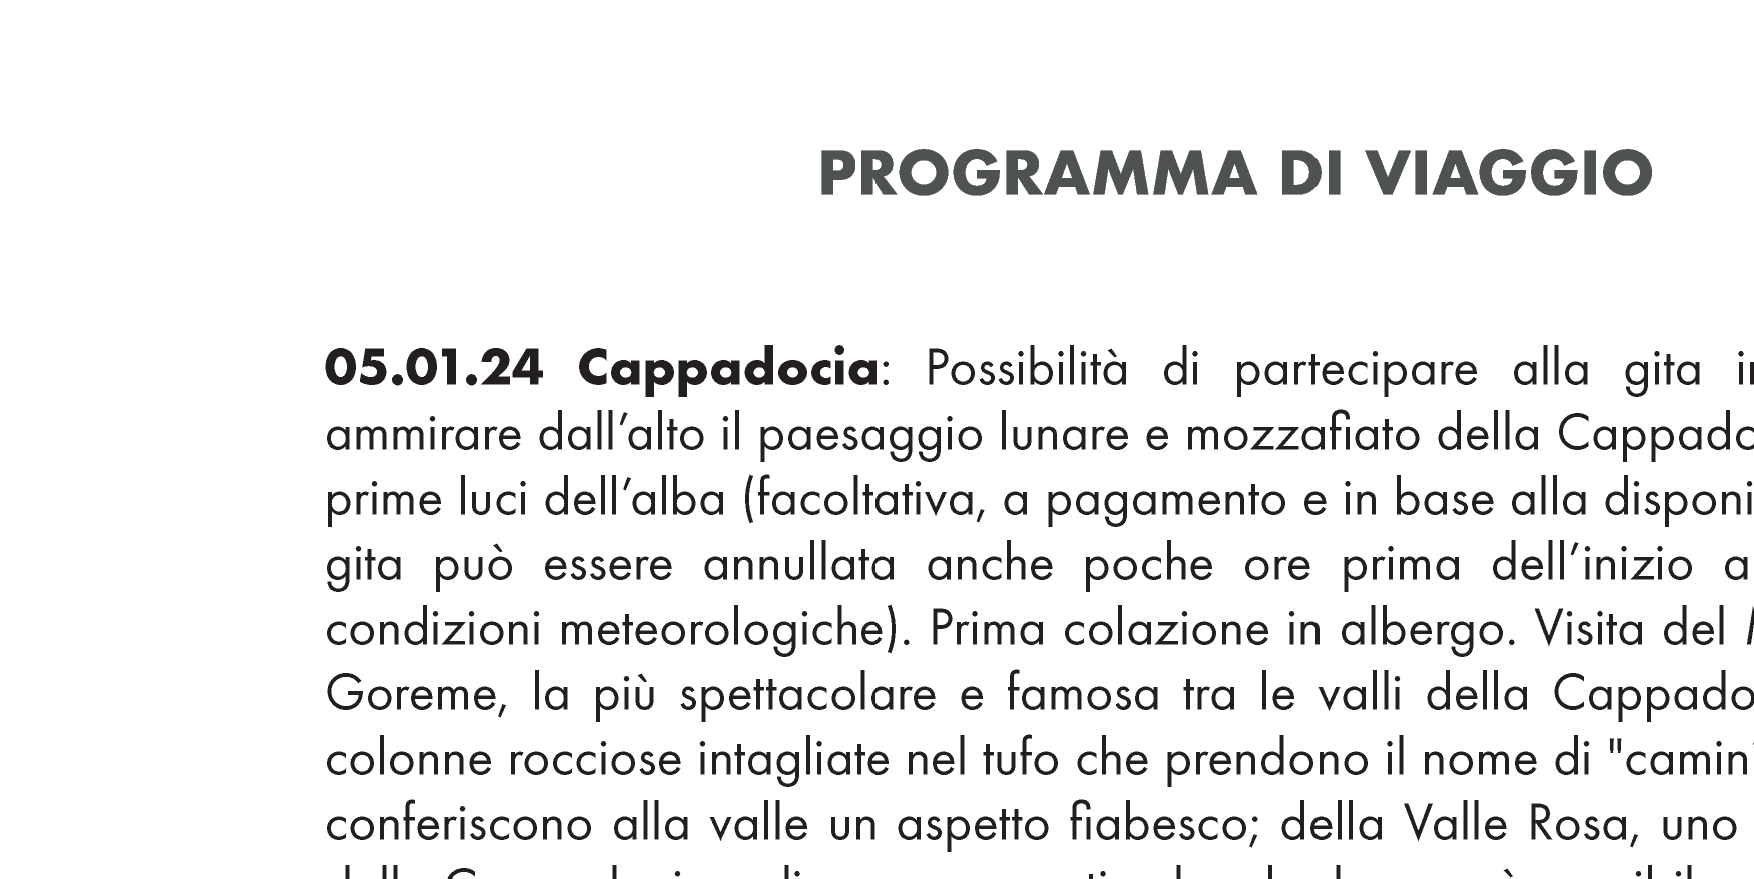 PROGRAMMA DI VIAGGIO
05.01.24 Cappadocia: Possibilità di partecipare alla gita
ammirare dall’alto il paesaggio lunare e mozzafiato della
prime luci dell’alba (facoltativa, a pagamento e in base alla
gita può essere annullata anche poche ore prima dell’inizio
condizioni meteorologiche). Prima colazione in albergo. Visita del
Goreme, la più spettacolare e famosa tra le valli della
colonne rocciose intagliate nel tufo che prendono il nome di
conferiscono alla valle un aspetto fiabesco; della Valle Rosa, uno